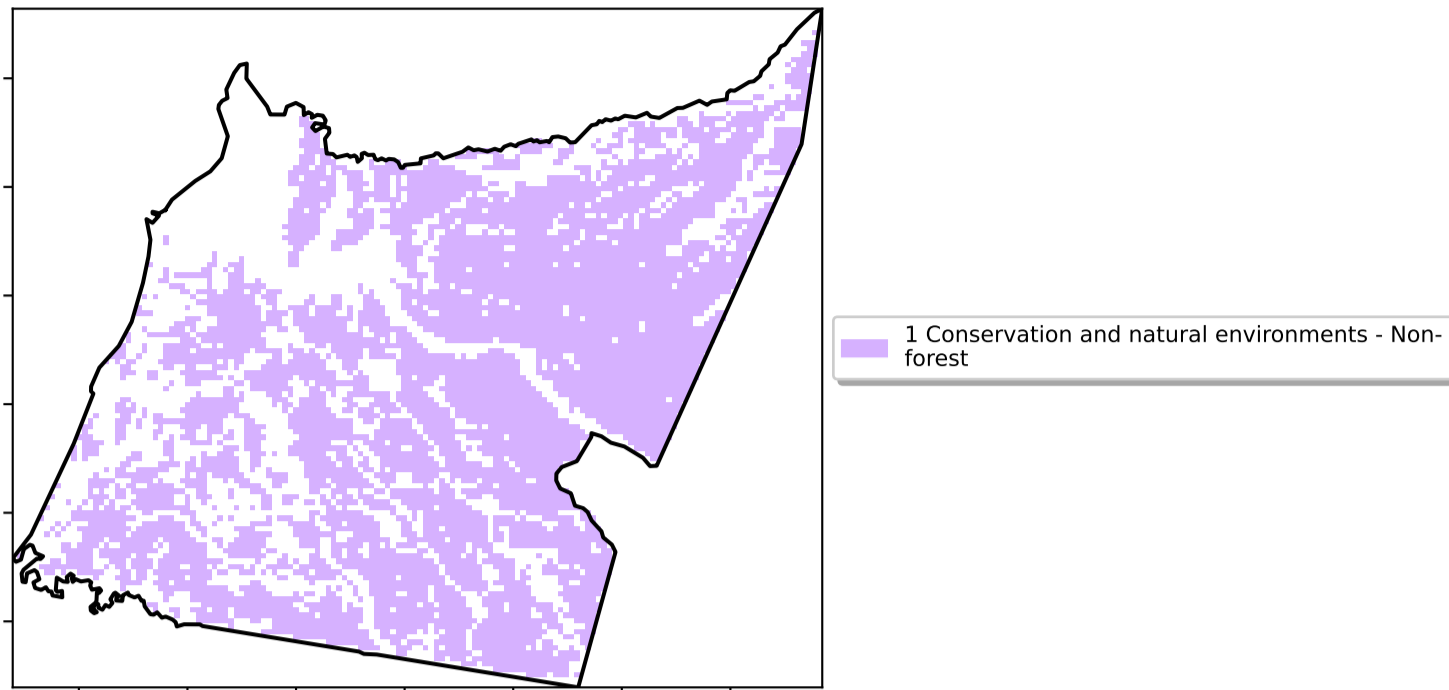 1 Conservation and natural environments - Non-
forest